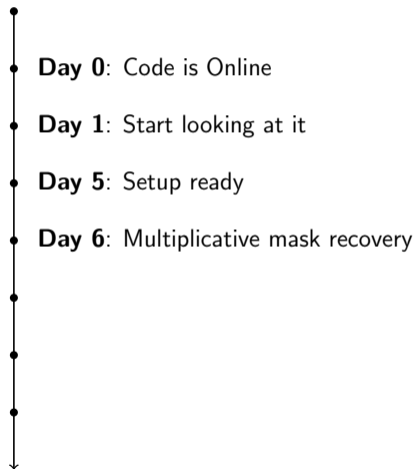 Day 0: Code is Online
Day 1: Start looking at it
Day 5: Setup ready
Day 6: Multiplicative mask recovery